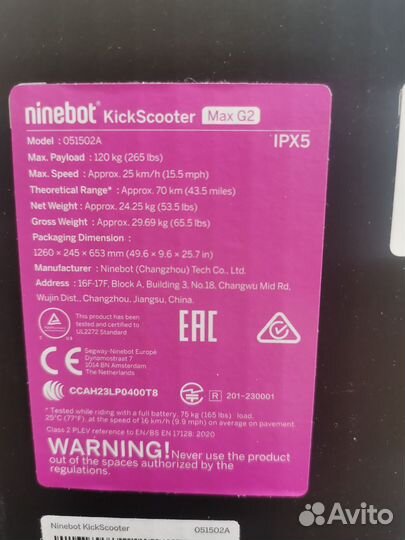 ninebot® KickScooter Max G2
Model : 051502A IPX5
Max. Payload : 120 kg (265 lbs)
Max. Speed : Approx. 25 km/h (15.5 mph)
Theoretical Range* : Approx. 70 km (43.5 miles)
Net Weight : Approx. 24.25 kg (53.5 lbs)
Gross Weight : Approx. 29.69 kg (65.5 lbs)
Packaging Dimension :
1260 × 245 × 653 mm (49.6 × 9.6 × 25.7 in)
Manufacturer : Ninebot (Changzhou) Tech Co., Ltd.
Address : 16F-17F, Block A, Building 3, No.18, Changwu Mid Rd,
Wujin Dist., Changzhou, Jiangsu, China.
This product has been
tested and certified to
UL2272 Standard
EAC
CE
Segway-Ninebot Europe
Dynamostraat 7
1014 BN Amsterdam
The Netherlands
CCAH23LP0400T8
R 201-230001
* Tested while riding with a full battery, 75 kg (165 lbs) load,
25°C (77°F), at the speed of 16 km/h (9.9 mph) on average on pavement.
Class 2 PLEV reference to EN/BS EN 17128: 2020
WARNING! Never use the product
out of the spaces authorized by the
regulations.
Ninebot KickScooter 051502A
Avito